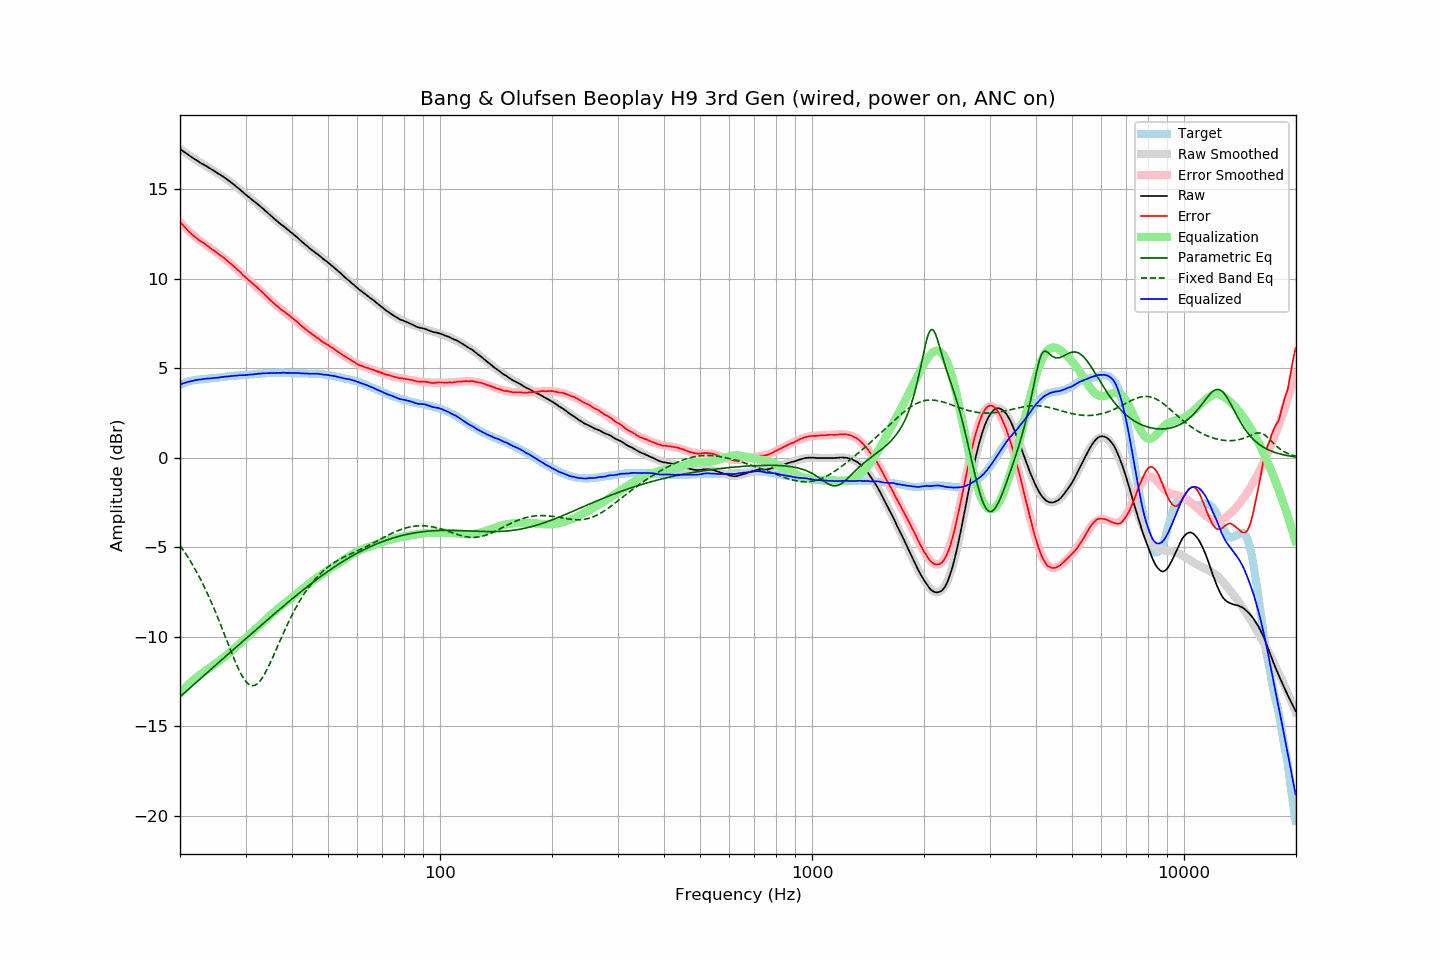 Bang & Olufsen Beoplay H9 3rd Gen (wired, power on, ANC on)
Target
Raw Smoothed
Error Smoothed
Raw
Error
Equalization
Parametric Eq
Fixed Band Eq
Equalized
Amplitude (dBr)
15
10
5
0
−5
−10
−15
−20
100
1000
10000
Frequency (Hz)